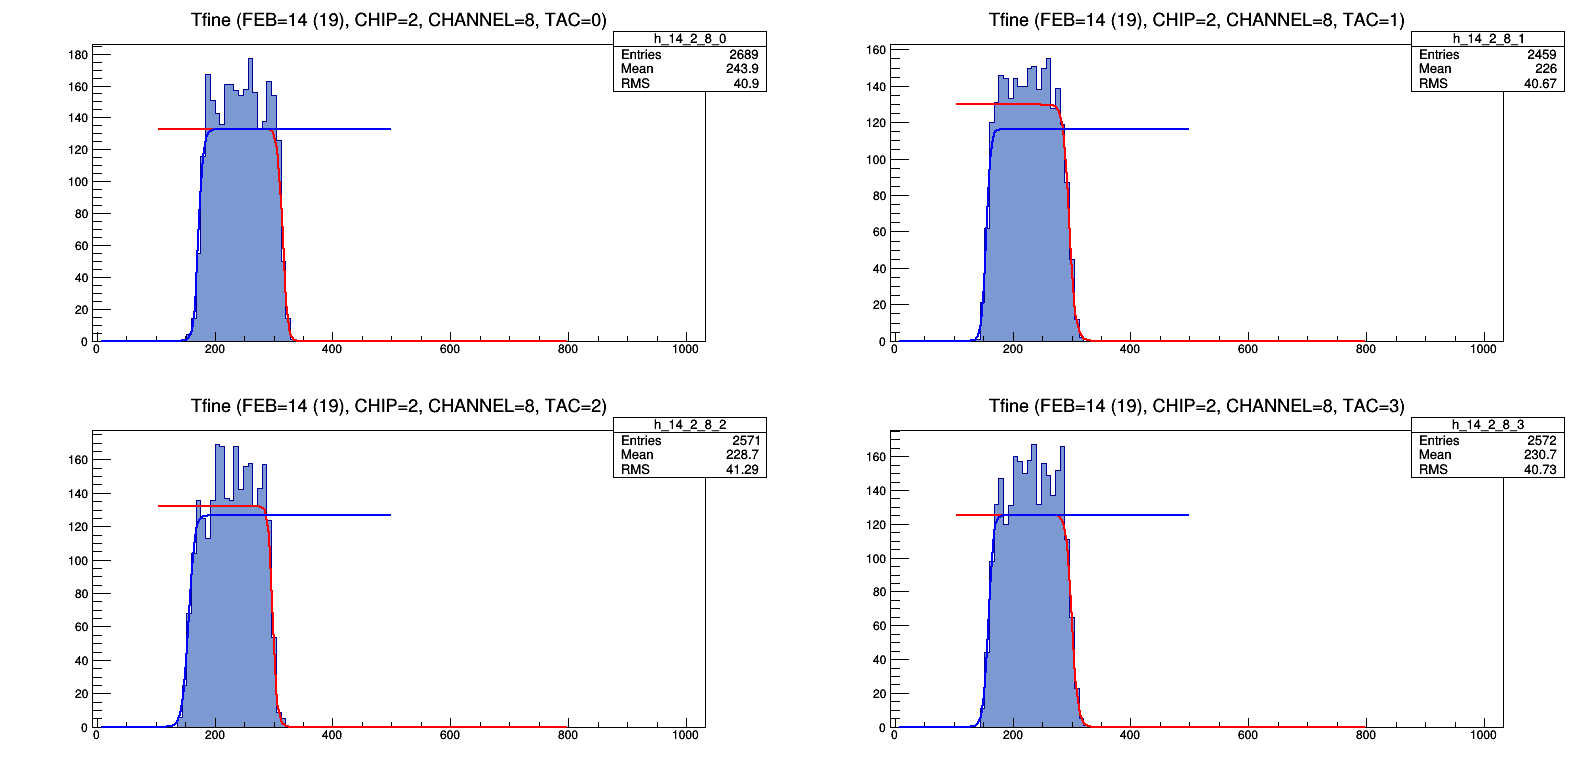 Tfine (FEB=14 (19), CHIP=2, CHANNEL=8, TAC=0)
h_14_2_8_0
Entries 2689
Mean 243.9
RMS 40.9
180
160
140
120
100
80
60
40
20
0
0 200 400 600 800 1000
Tfine (FEB=14 (19), CHIP=2, CHANNEL=8, TAC=1)
h_14_2_8_1
Entries 2459
Mean 226
RMS 40.67
160
140
120
100
80
60
40
20
0
0 200 400 600 800 1000
Tfine (FEB=14 (19), CHIP=2, CHANNEL=8, TAC=2)
h_14_2_8_2
Entries 2571
Mean 228.7
RMS 41.29
160
140
120
100
80
60
40
20
0
0 200 400 600 800 1000
Tfine (FEB=14 (19), CHIP=2, CHANNEL=8, TAC=3)
h_14_2_8_3
Entries 2572
Mean 230.7
RMS 40.73
160
140
120
100
80
60
40
20
0
0 200 400 600 800 1000